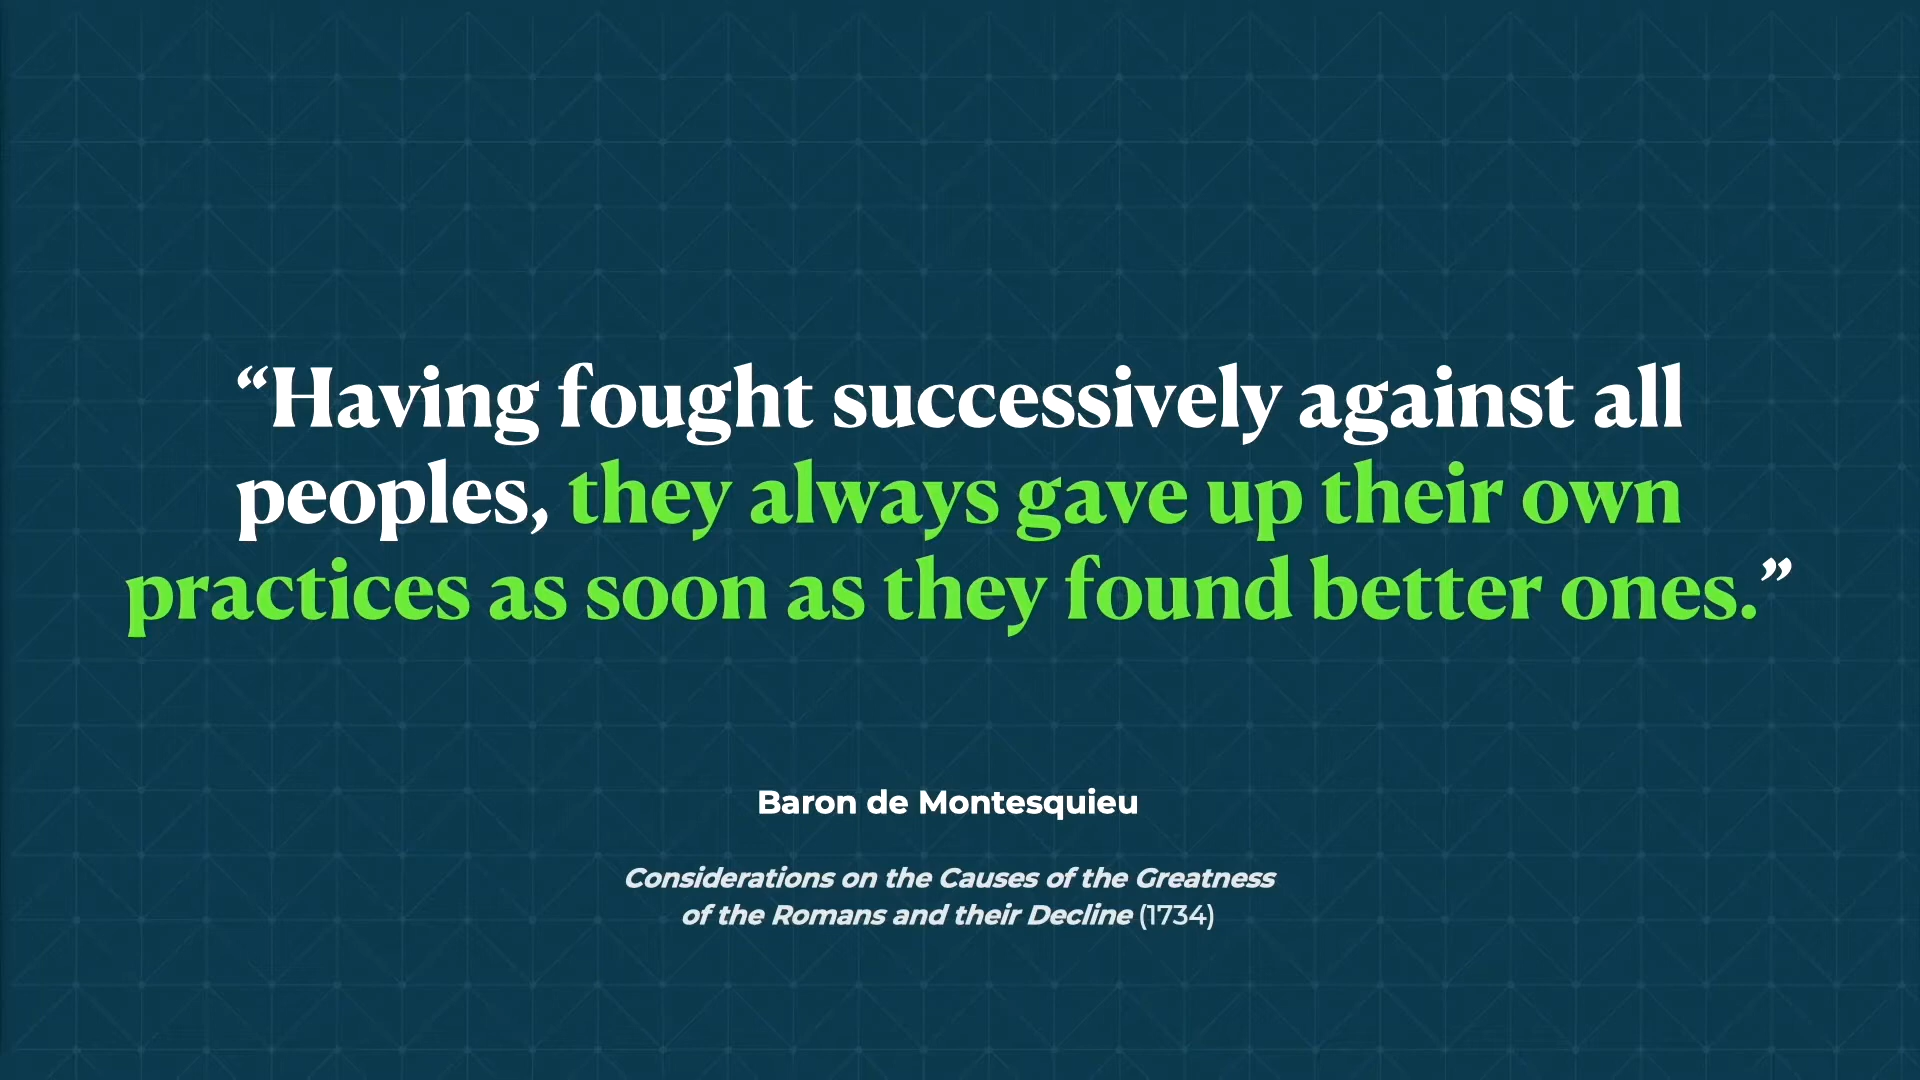 “Having fought successively against all
peoples, they always gave up their own
practices as soon as they found better ones.”
Baron de Montesquieu
Considerations on the Causes of the Greatness
of the Romans and their Decline (1734)